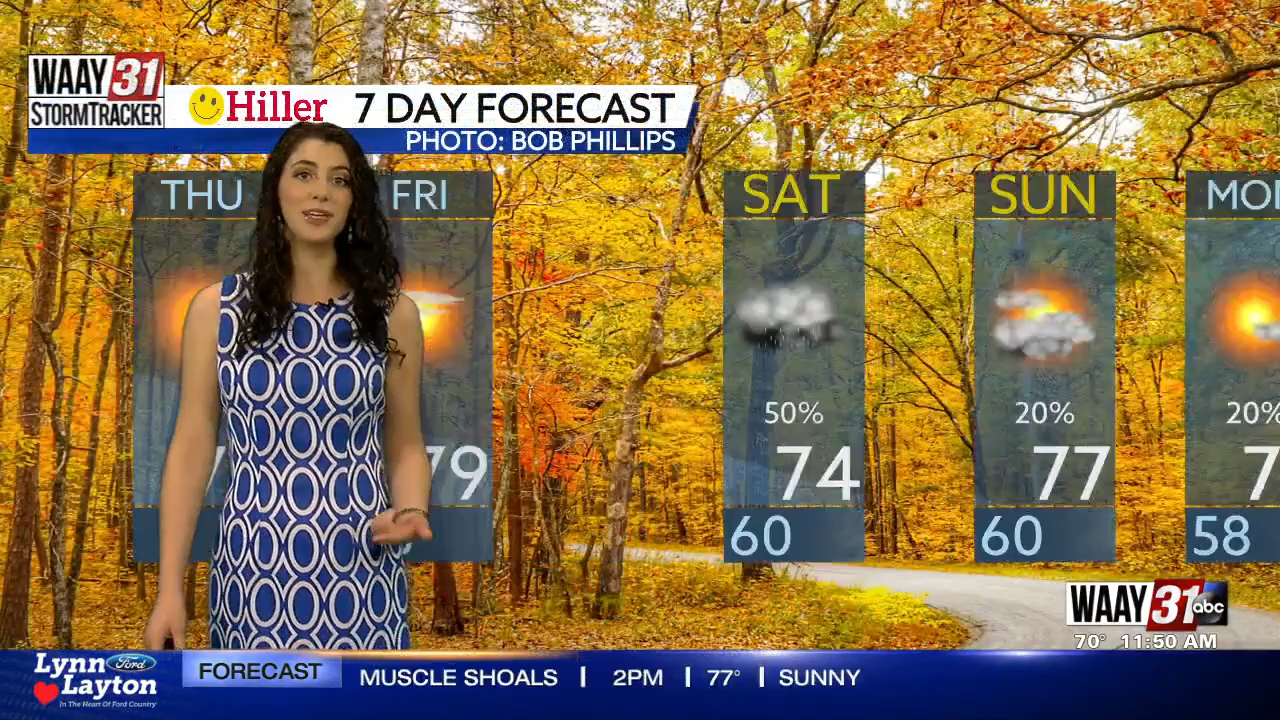 WAAY 31
STORMTRACKER
Hiller 7 DAY FORECAST
PHOTO: BOB PHILLIPS
THU FRI SAT SUN
50% 20% 20%
79 74 77
60 60 58
WAAY 31 abc
70° 11:50 AM
Lynn Ford
Layton
In The Heart Of Ford Country
FORECAST MUSCLE SHOALS | 2PM | 77° | SUNNY